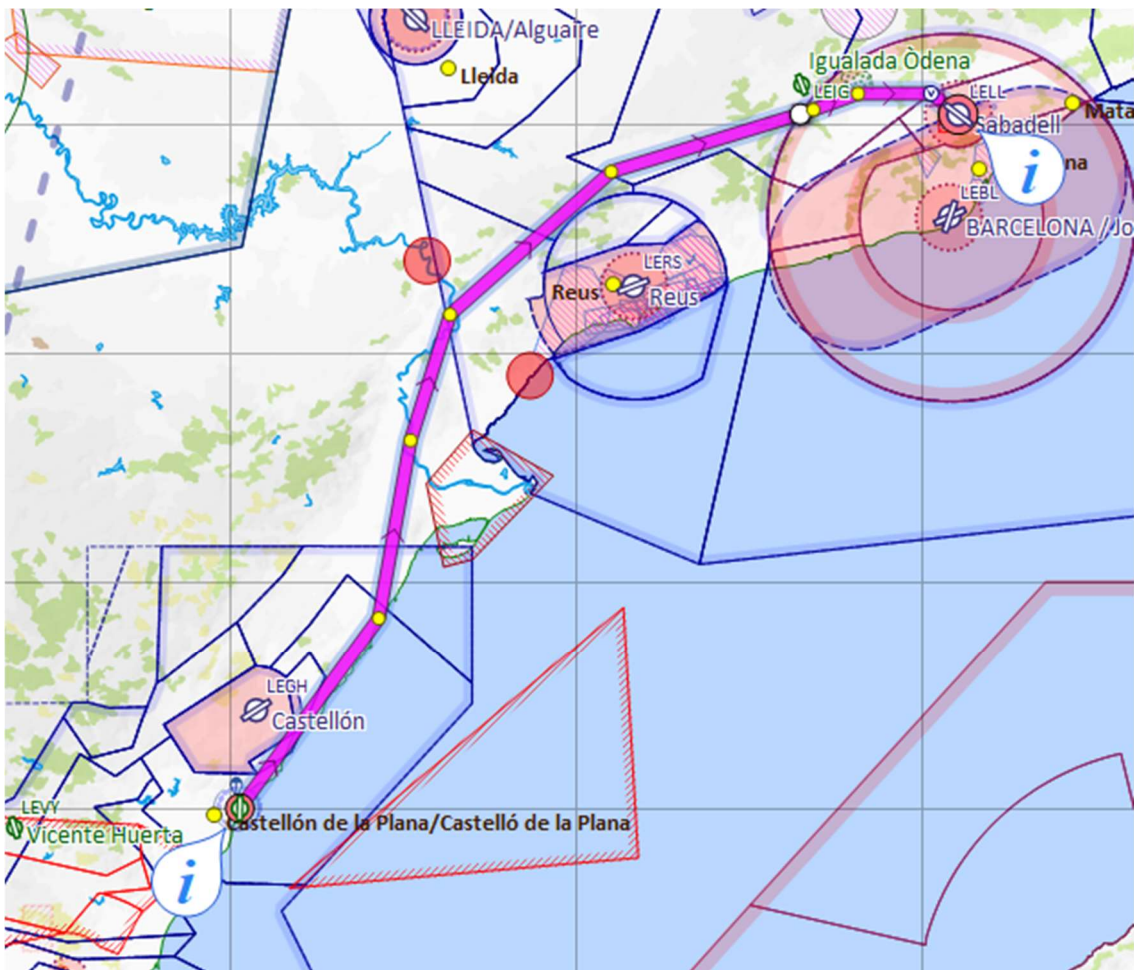 LLEIDA/Alguaire
Lleida
Igualada Òdena
LEIG
LELL
Sabadell
Mata
na
LEBL
BARCELONA / Jo
LERS
Reus
Reus
LEGH
Castellón
LEVY
Vicente Huerta
Castellón de la Plana/Castelló de la Plana
i
i